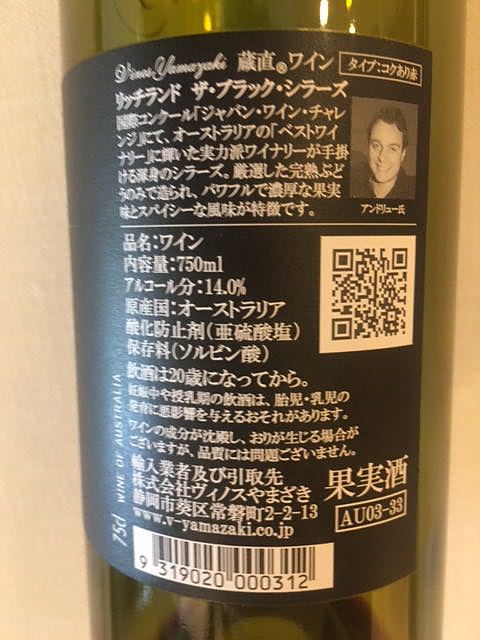 Vinos Yamazaki 蔵直®ワイン タイプ:コクあり赤
リッチランド ザ・ブラック・シラーズ
国際コンクール「ジャパン・ワイン・チャレ
ンジ」にて、オーストラリアの「ベストワイ
ナリー」に輝いた実力派ワイナリーが手掛
ける渾身のシラーズ。厳選した完熟ぶど
うのみで造られ、パワフルで濃厚な果実
味とスパイシーな風味が特徴です。
アンドリュー氏
品名:ワイン
内容量:750ml
アルコール分:14.0%
原産国:オーストラリア
酸化防止剤(亜硫酸塩)
保存料(ソルビン酸)
飲酒は20歳になってから。
妊娠中や授乳期の飲酒は、胎児・乳児の
発育に悪影響を与えるおそれがあります。
ワインの成分が沈殿し、おりが生じる場合が
ございますが、品質には問題ございません。
輸入業者及び引取先
株式会社ヴィノスやまざき
静岡市葵区常磐町2-2-13
www.v-yamazaki.co.jp
果実酒
AU03-33
75cl WINE OF AUSTRALIA
9 319020 000312